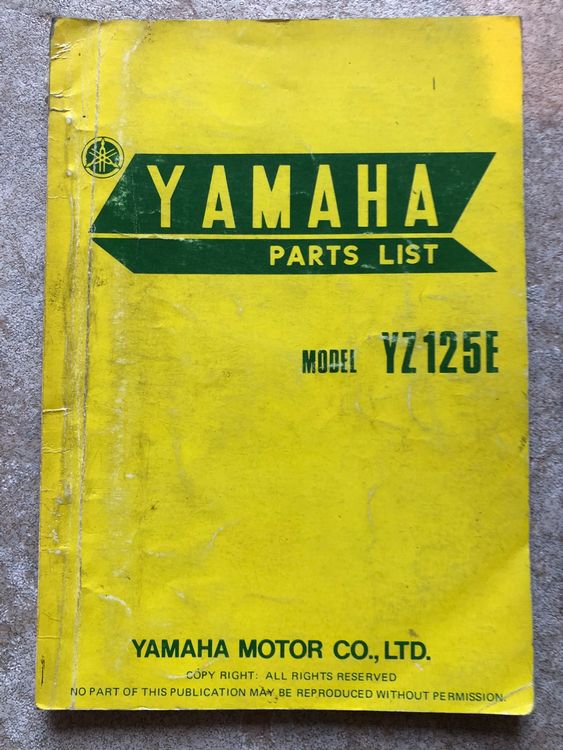 YAMAHA
PARTS LIST
MODEL YZ125E
YAMAHA MOTOR CO., LTD.
COPY RIGHT: ALL RIGHTS RESERVED
NO PART OF THIS PUBLICATION MAY BE REPRODUCED WITHOUT PERMISSION.